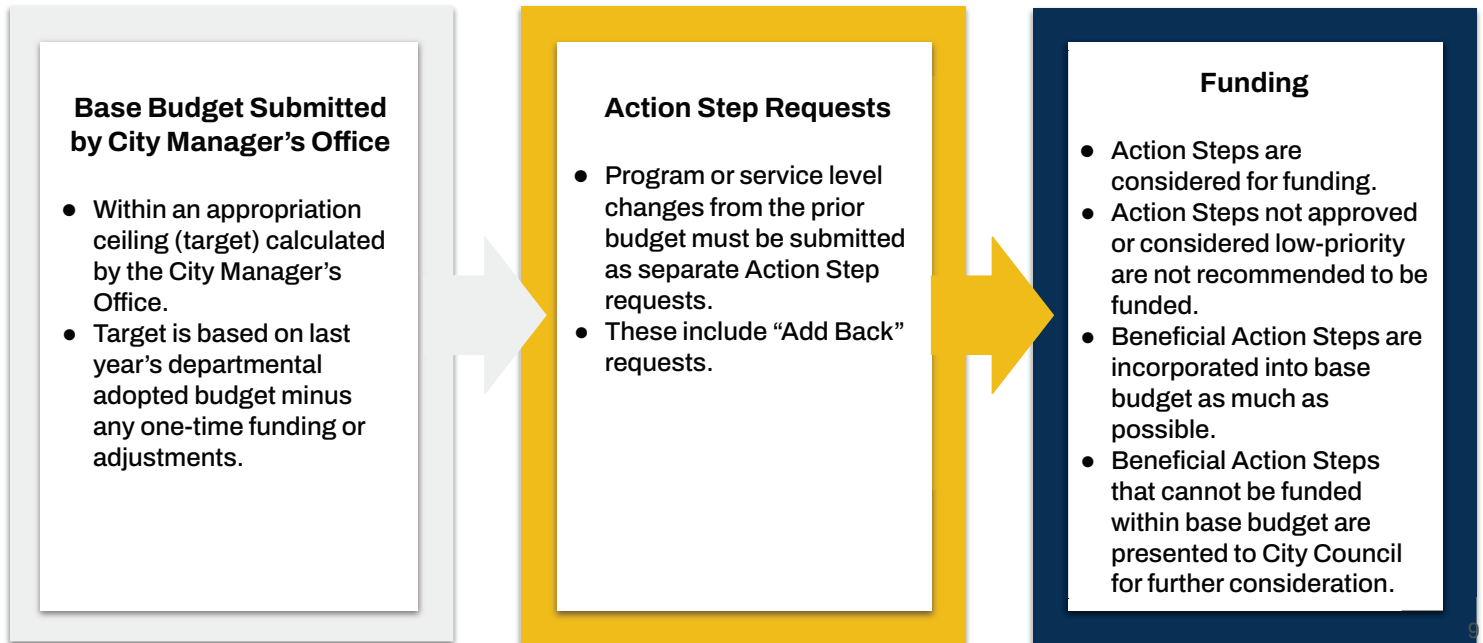 Base Budget Submitted
by City Manager’s Office
● Within an appropriation
ceiling (target) calculated
by the City Manager’s
Office.
● Target is based on last
year’s departmental
adopted budget minus
any one-time funding or
adjustments.
Action Step Requests
● Program or service level
changes from the prior
budget must be submitted
as separate Action Step
requests.
● These include “Add Back”
requests.
Funding
● Action Steps are
considered for funding.
● Action Steps not approved
or considered low-priority
are not recommended to be
funded.
● Beneficial Action Steps are
incorporated into base
budget as much as
possible.
● Beneficial Action Steps
that cannot be funded
within base budget are
presented to City Council
for further consideration.
9